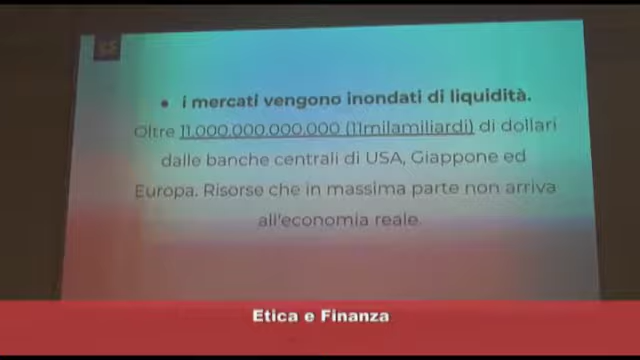 • i mercati vengono inondati di liquidità.
Oltre 11.000.000.000.000 (11milamiliardi) di dollari
dalle banche centrali di USA, Giappone ed
Europa. Risorse che in massima parte non arriva
all'economia reale.
Etica e Finanza